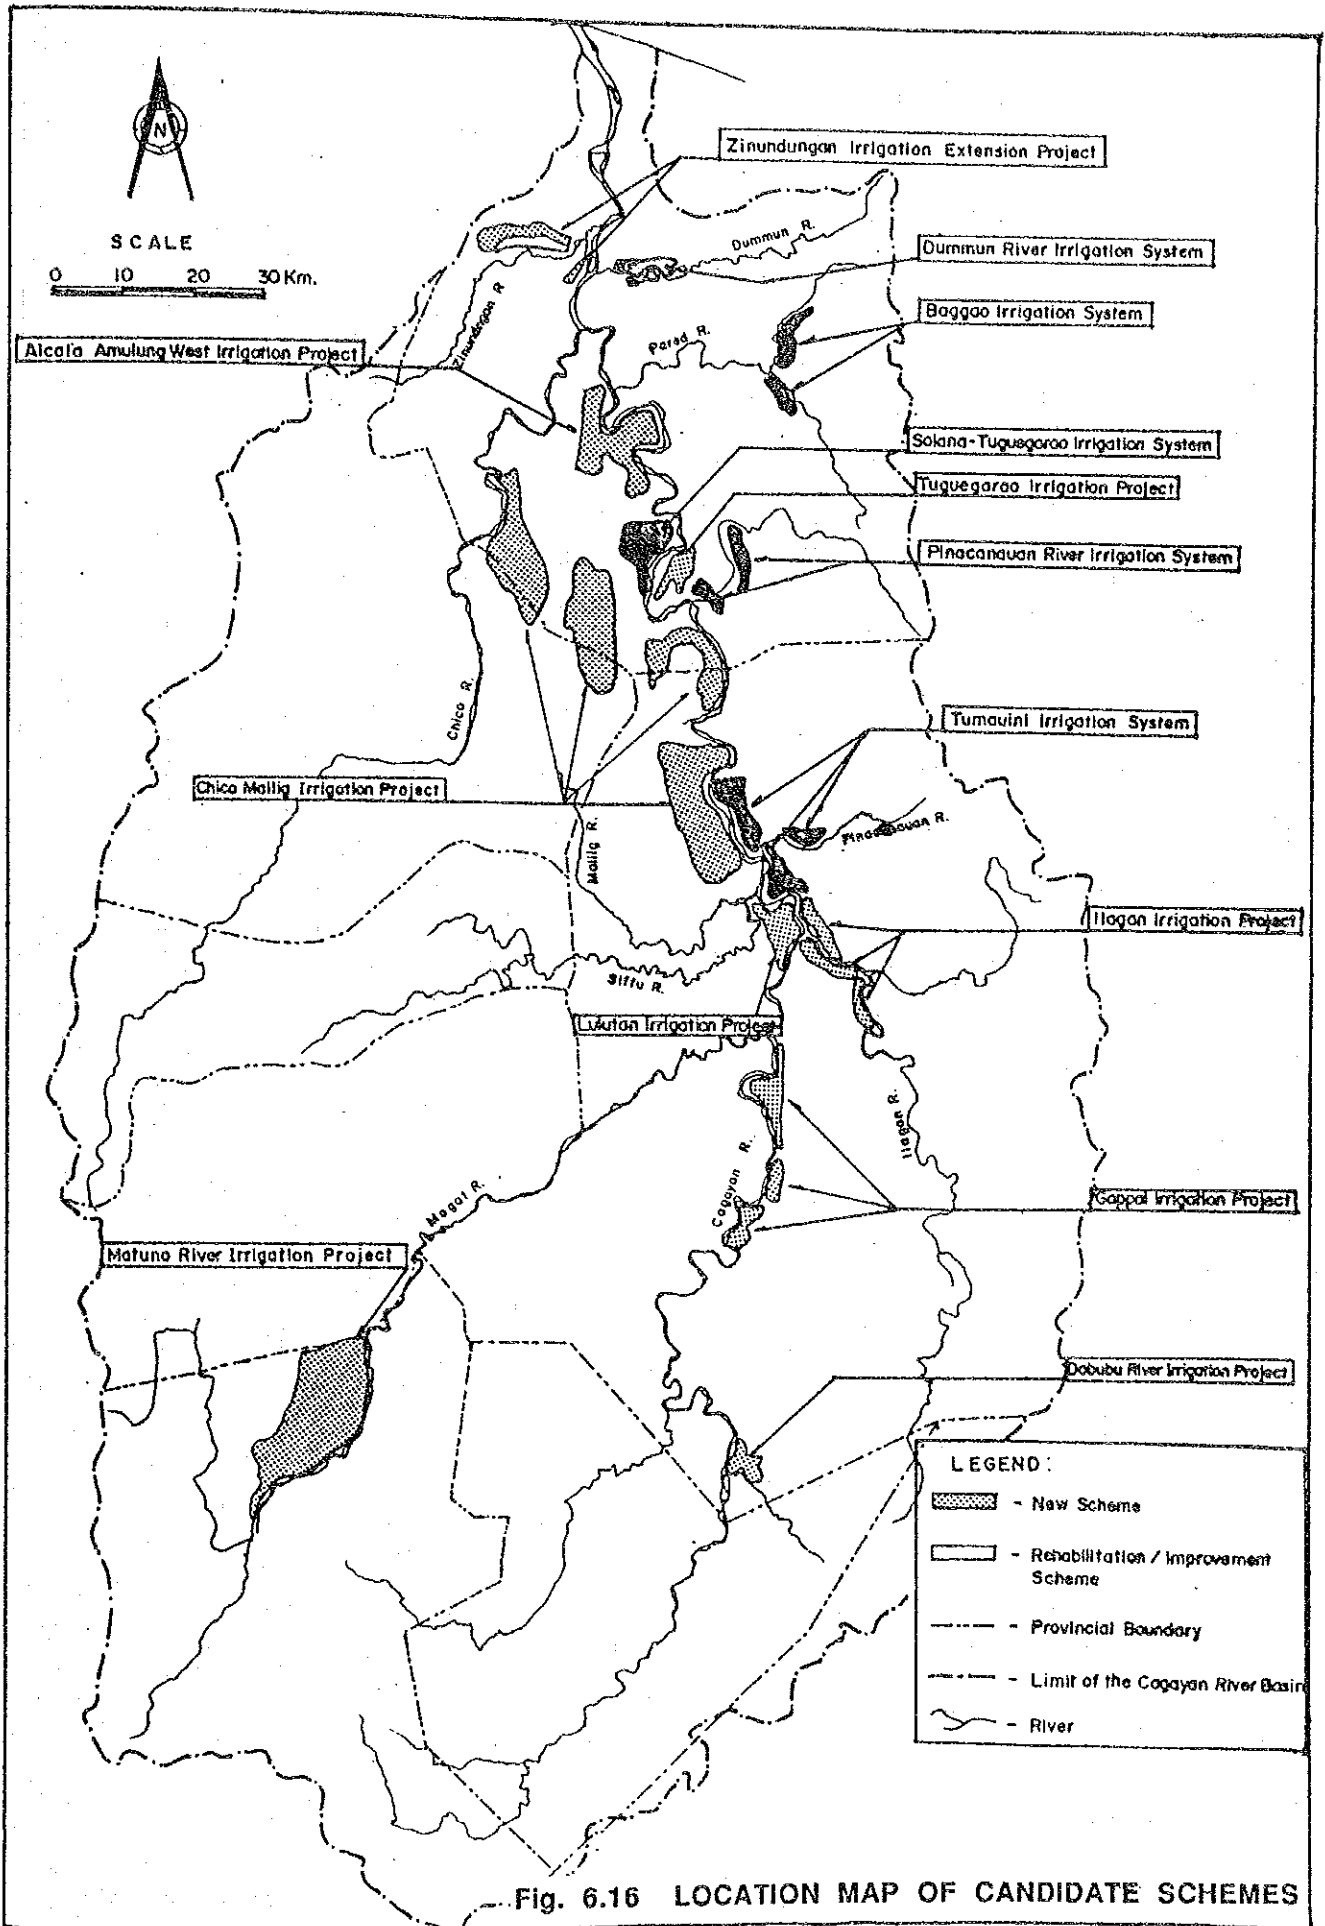 N
SCALE
0 10 20 30 Km.
Zinundungan Irrigation Extension Project
Dummun R.
Dummun River Irrigation System
Zinundungan R
Baggao Irrigation System
Pared R.
Alcala Amulung West Irrigation Project
Solana-Tuguegarao Irrigation System
Tuguegarao Irrigation Project
Pinacanauan River Irrigation System
Chico R.
Tumauini Irrigation System
Chico Mallig Irrigation Project
Mallig R.
Pinacanauan R.
Ilagan Irrigation Project
Siffu R.
Lulutan Irrigation Project
Ilagan R.
Cagayan R.
Magat R.
Gappal Irrigation Project
Matuno River Irrigation Project
Dabubu River Irrigation Project
LEGEND:
- New Scheme
- Rehabilitation / Improvement
Scheme
- Provincial Boundary
- Limit of the Cagayan River Basin
- River
Fig. 6.16 LOCATION MAP OF CANDIDATE SCHEMES